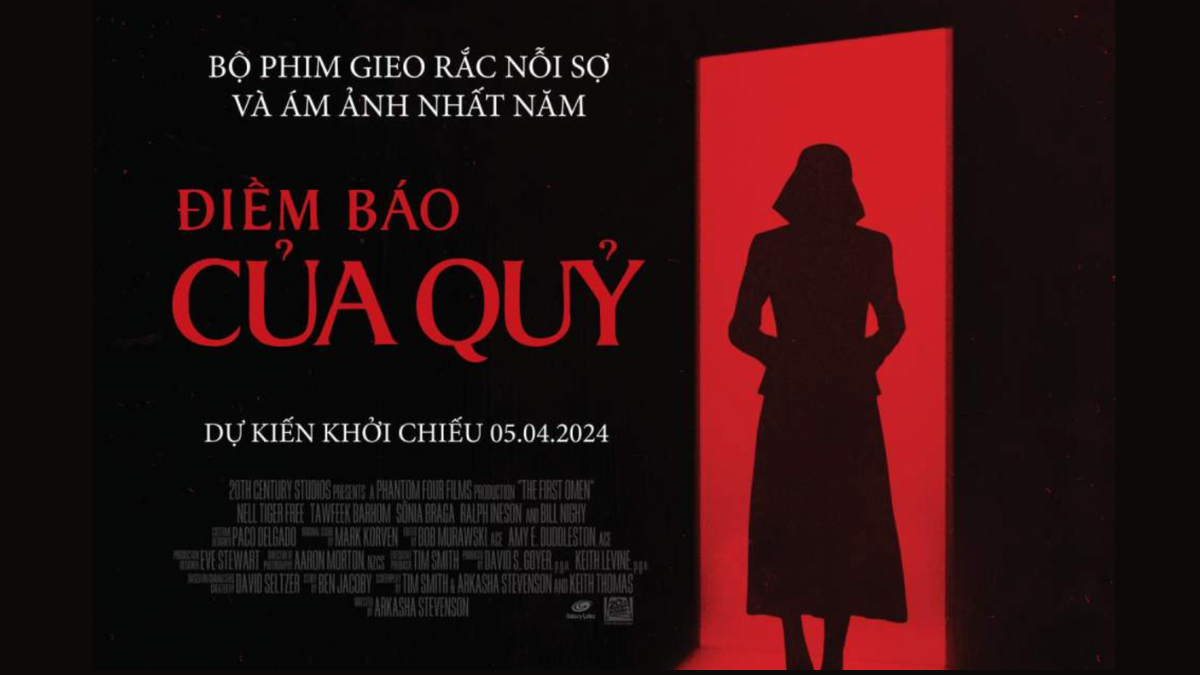 BỘ PHIM GIEO RẮC NỖI SỢ
VÀ ÁM ẢNH NHẤT NĂM
ĐIỀM BÁO
CỦA QUỶ
DỰ KIẾN KHỞI CHIẾU 05.04.2024
20TH CENTURY STUDIOS PRESENTS A PHANTOM FOUR FILMS PRODUCTION "THE FIRST OMEN"
NELL TIGER FREE TAWFEEK BARHOM SÔNIA BRAGA RALPH INESON AND BILL NIGHY
COSTUME DESIGNER PACO DELGADO ORIGINAL SCORE BY MARK KORVEN EDITED BY BOB MURAWSKI, ACE AMY E. DUDDLESTON, ACE
PRODUCTION DESIGNER EVE STEWART DIRECTOR OF PHOTOGRAPHY AARON MORTON, NZCS EXECUTIVE PRODUCER TIM SMITH PRODUCED BY DAVID S. GOYER, p.g.a. KEITH LEVINE, p.g.a.
BASED ON CHARACTERS CREATED BY DAVID SELTZER STORY BY BEN JACOBY SCREENPLAY BY TIM SMITH & ARKASHA STEVENSON AND KEITH THOMAS
DIRECTED BY ARKASHA STEVENSON